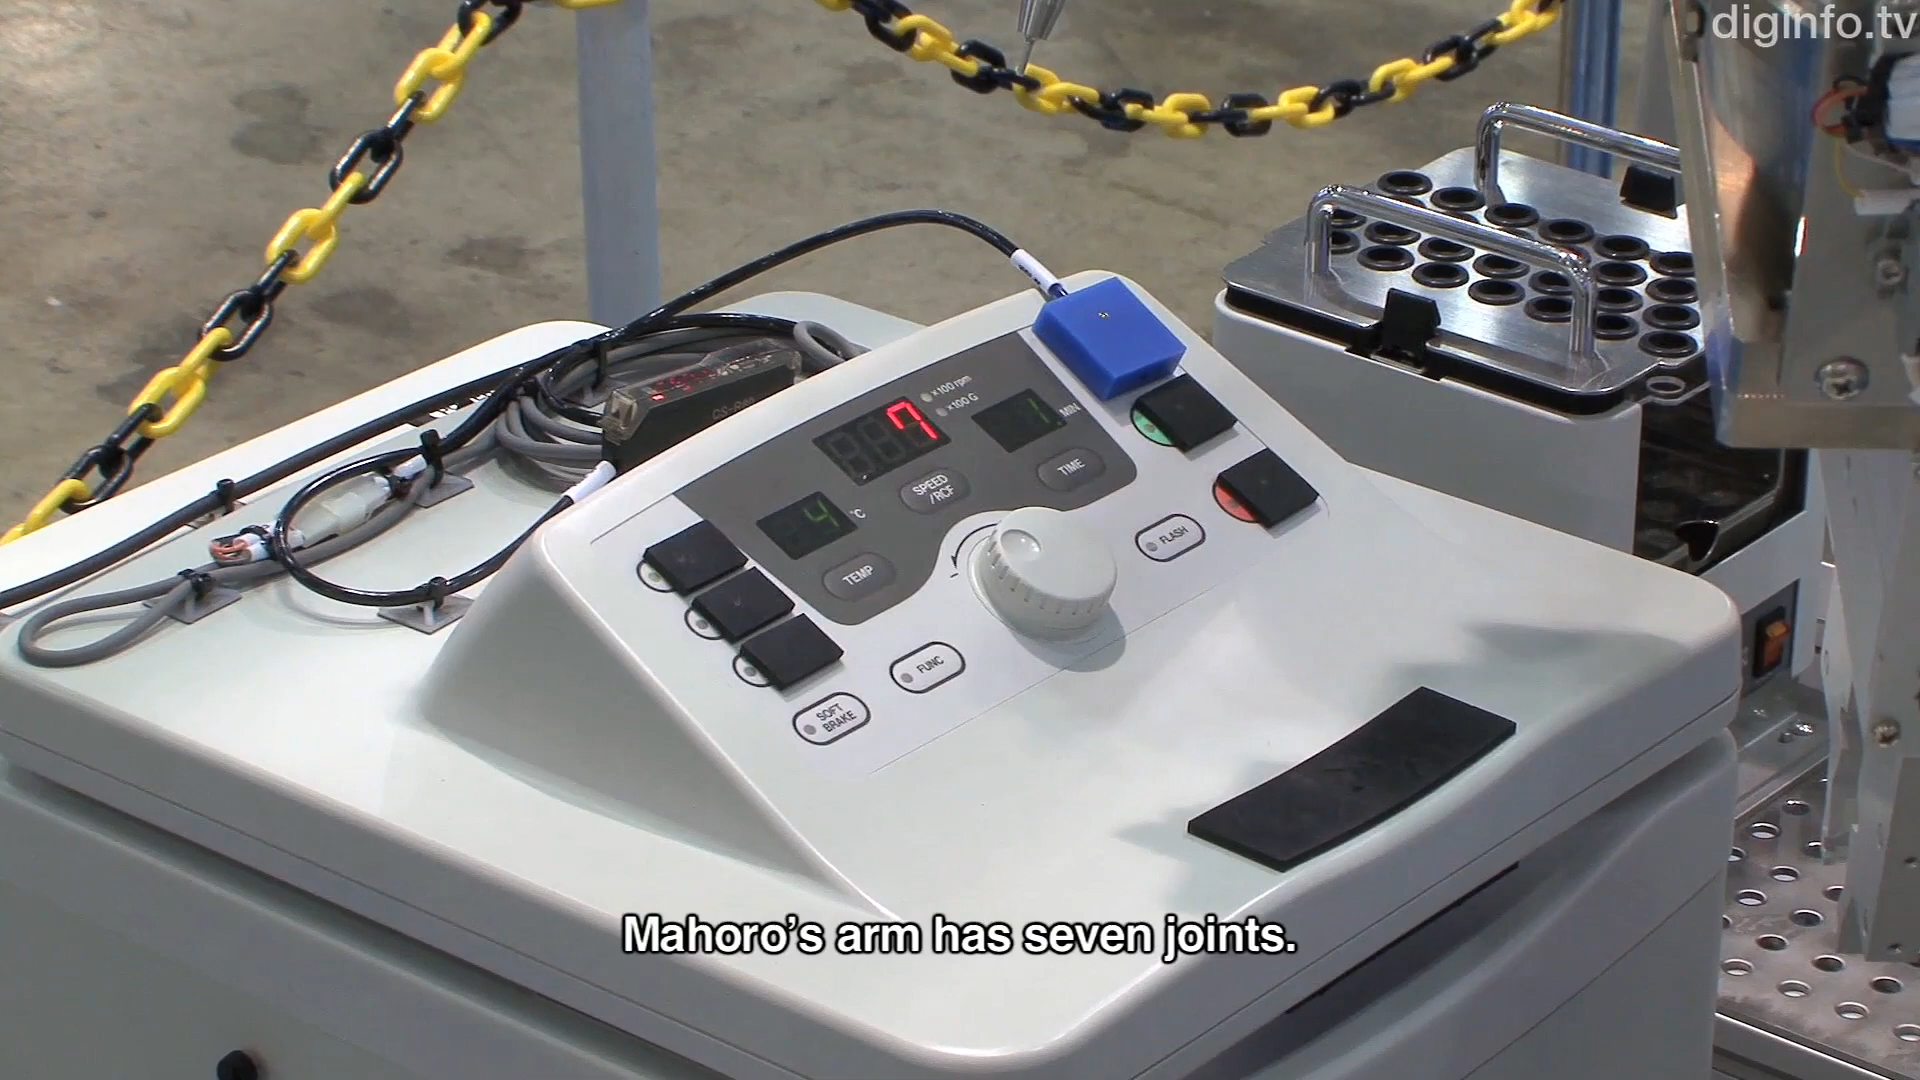 diginfo.tv
×100 rpm
×100 G
7
1.
MIN
SPEED
/RCF
TIME
4
°C
TEMP
FLASH
FUNC
SOFT
BRAKE
Mahoro's arm has seven joints.